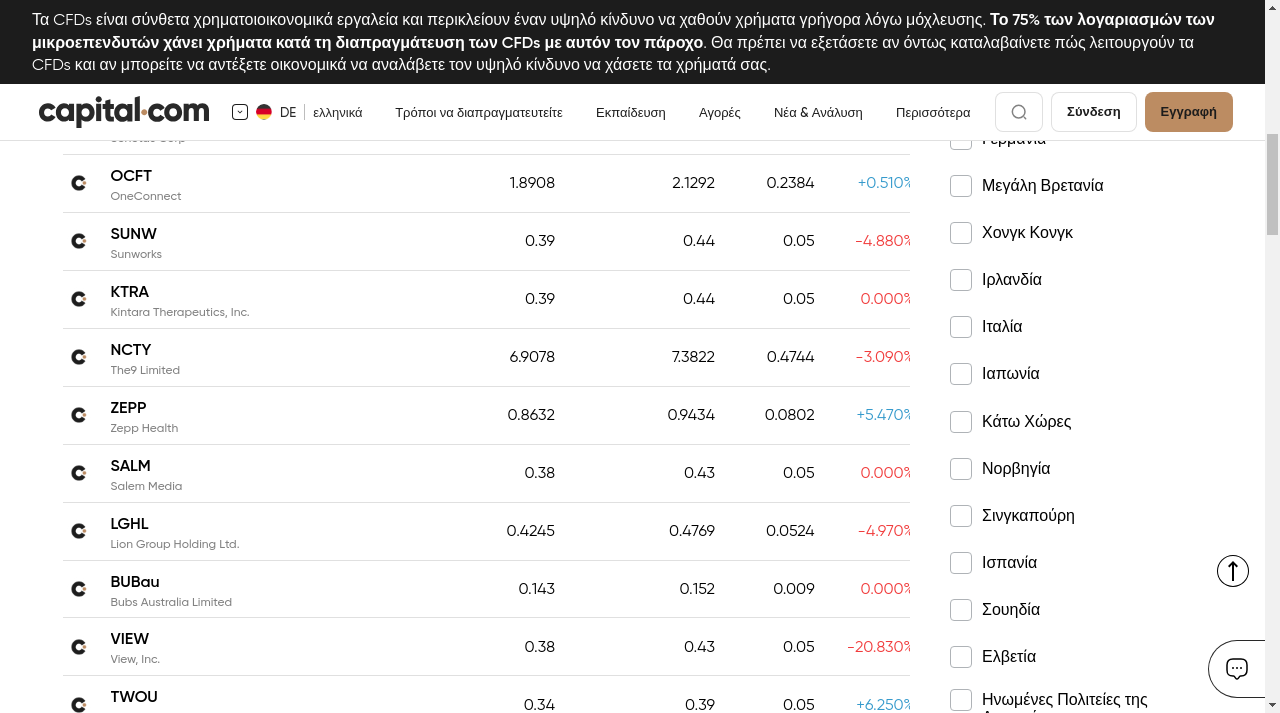 Τα CFDs είναι σύνθετα χρηματοοικονομικά εργαλεία και περικλείουν έναν υψηλό κίνδυνο να χαθούν χρήματα γρήγορα λόγω μόχλευσης. Το 75% των λογαριασμών των
μικροεπενδυτών χάνει χρήματα κατά τη διαπραγμάτευση των CFDs με αυτόν τον πάροχο. Θα πρέπει να εξετάσετε αν όντως καταλαβαίνετε πώς λειτουργούν τα
CFDs και αν μπορείτε να αντέξετε οικονομικά να αναλάβετε τον υψηλό κίνδυνο να χάσετε τα χρήματά σας.
capital.com DE ελληνικά Τρόποι να διαπραγματευτείτε Εκπαίδευση Αγορές Νέα & Ανάλυση Περισσότερα Σύνδεση Εγγραφή
OCFT 1.8908 2.1292 0.2384 +0.510%
OneConnect
SUNW 0.39 0.44 0.05 -4.880%
Sunworks
KTRA 0.39 0.44 0.05 0.000%
Kintara Therapeutics, Inc.
NCTY 6.9078 7.3822 0.4744 -3.090%
The9 Limited
ZEPP 0.8632 0.9434 0.0802 +5.470%
Zepp Health
SALM 0.38 0.43 0.05 0.000%
Salem Media
LGHL 0.4245 0.4769 0.0524 -4.970%
Lion Group Holding Ltd.
BUBau 0.143 0.152 0.009 0.000%
Bubs Australia Limited
VIEW 0.38 0.43 0.05 -20.830%
View, Inc.
TWOU 0.34 0.39 0.05 +6.250%
Γερμανία
Μεγάλη Βρετανία
Χονγκ Κονγκ
Ιρλανδία
Ιταλία
Ιαπωνία
Κάτω Χώρες
Νορβηγία
Σινγκαπούρη
Ισπανία
Σουηδία
Ελβετία
Ηνωμένες Πολιτείες της